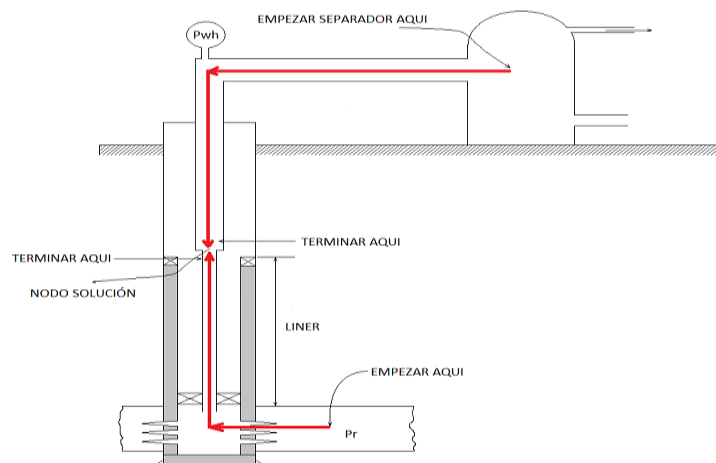 EMPEZAR SEPARADOR AQUI
Pwh
TERMINAR AQUI
TERMINAR AQUI
NODO SOLUCIÓN
LINER
EMPEZAR AQUI
Pr